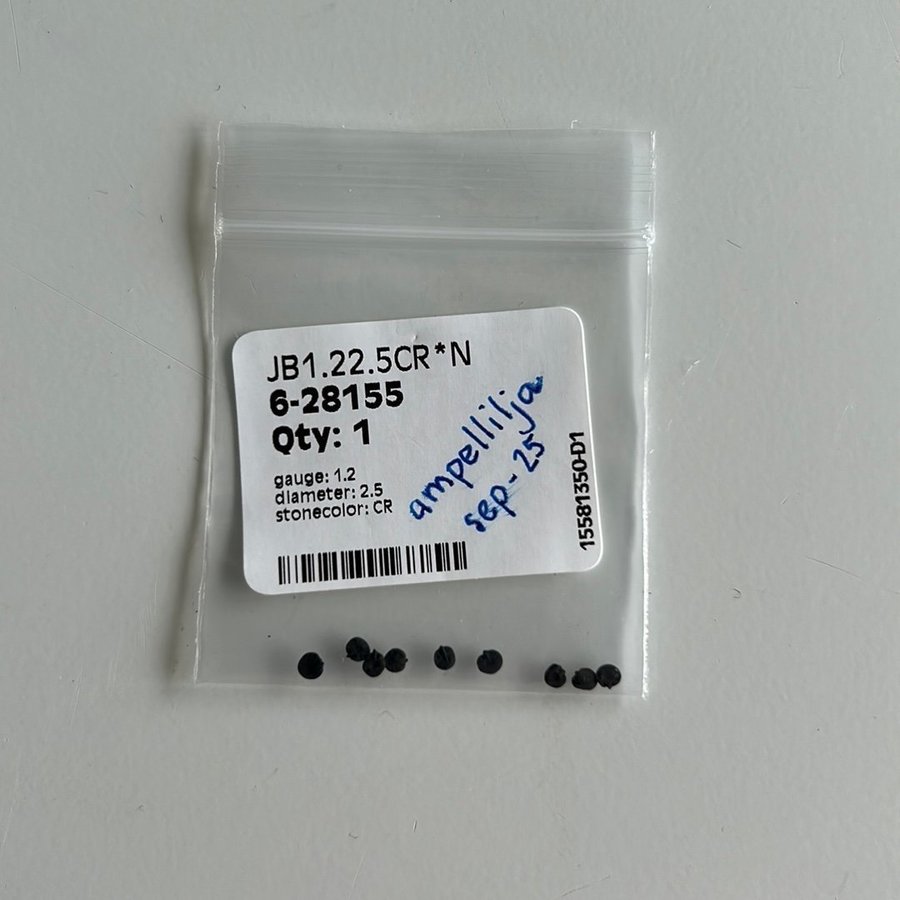 JB1.22.5CR*N
6-28155
Qty: 1
gauge: 1.2
diameter: 2.5
stonecolor: CR
ampellilja
sep-25
15581350-D1